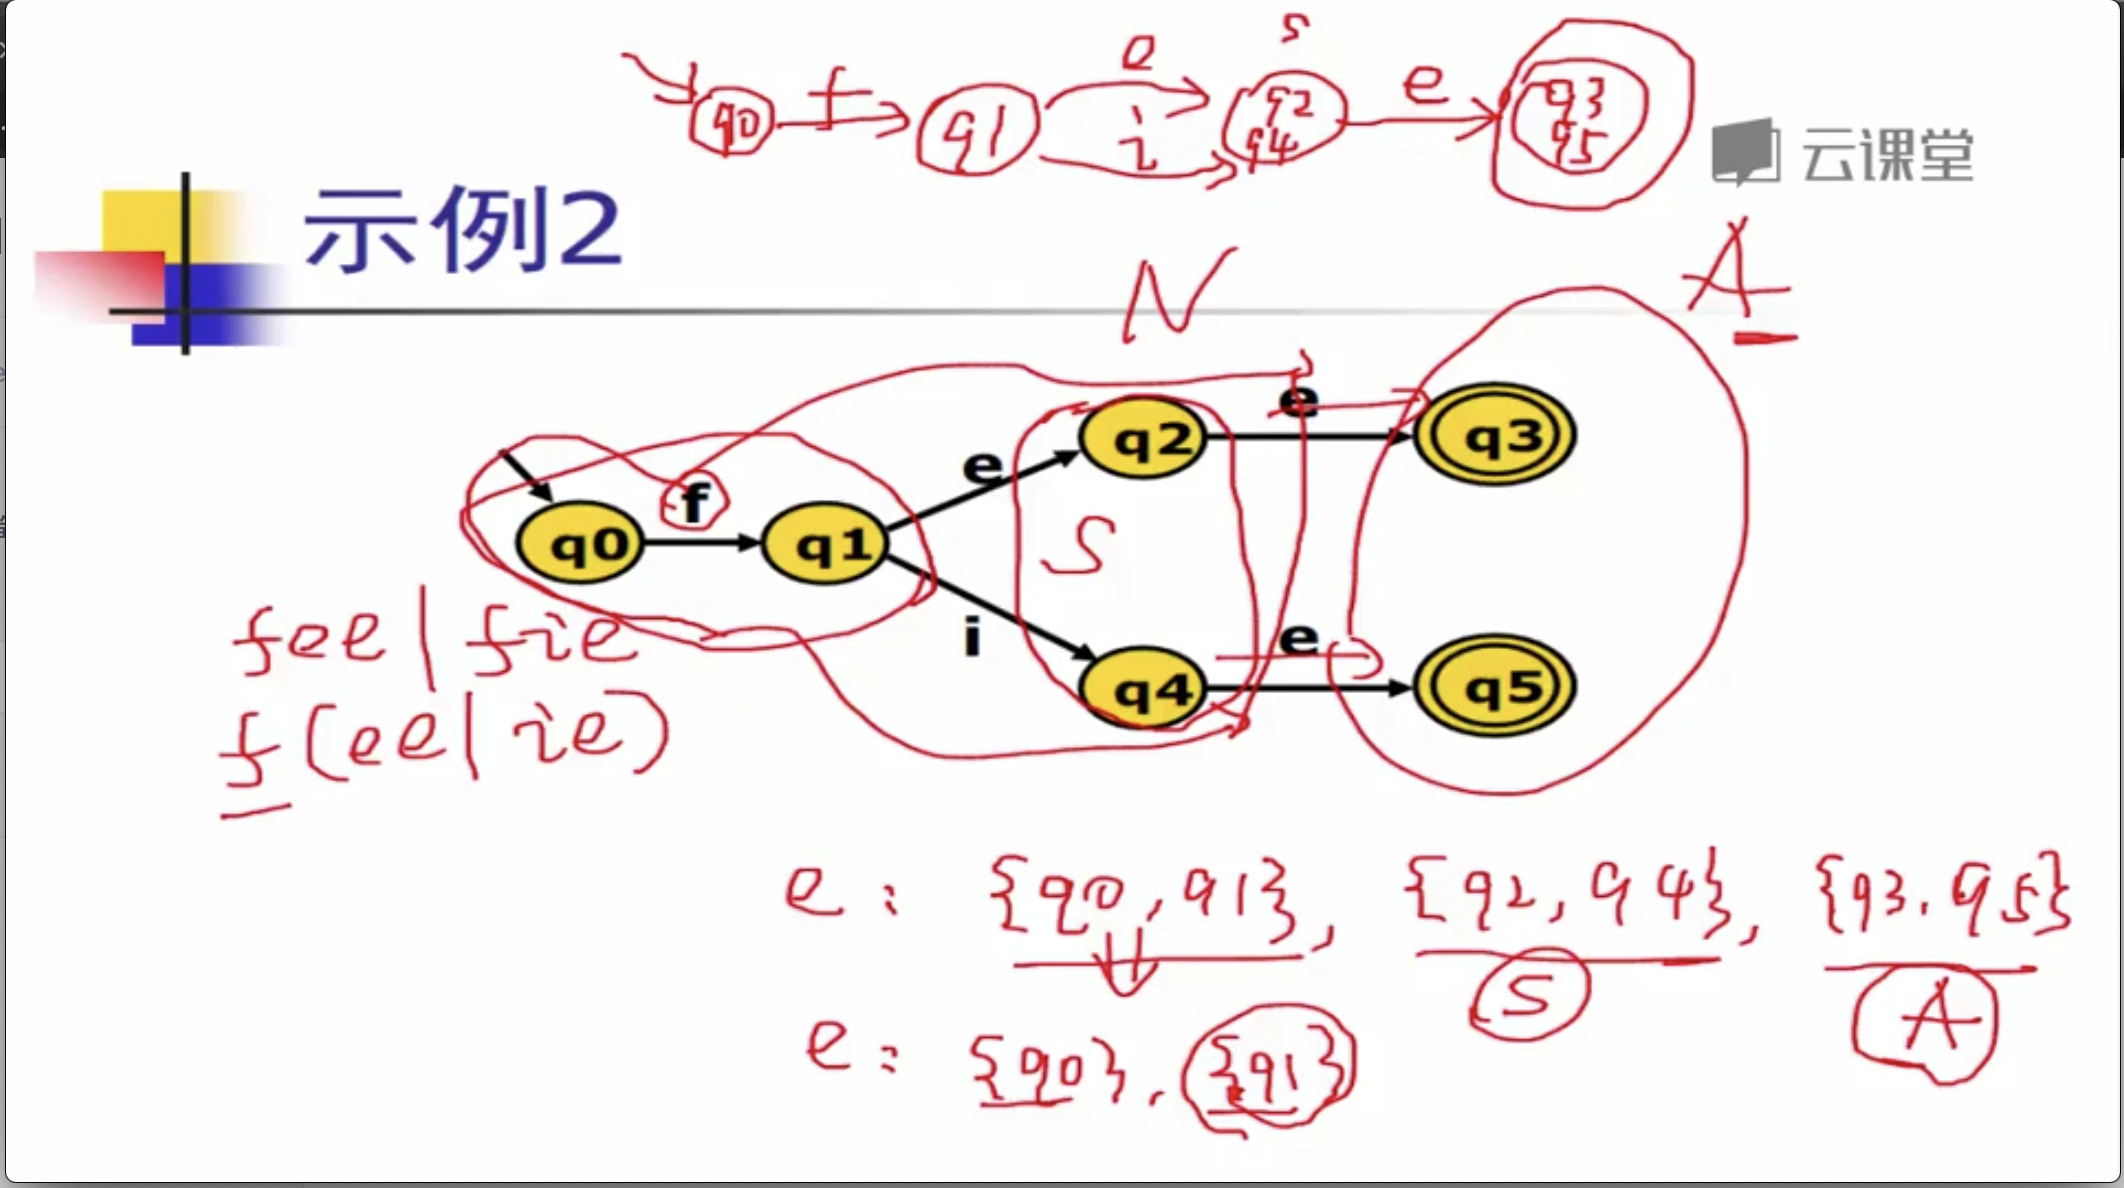 e s
f e
q0 q1 i q2 q4 q3 q5
云课堂
示例2
N A
e e
q2 q3
f e
q0 q1 S
i e
q4 q5
fee|fie
f(ee|ie)
e: {q0,q1}, {q2,q4}, {q3.q5}
S A
e: {q0}, {q1}